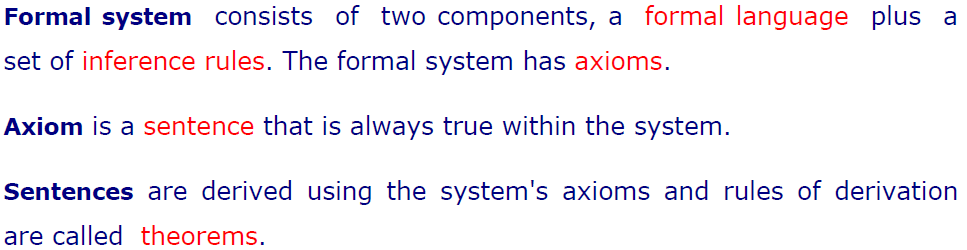 Formal system consists of two components, a formal language plus a
set of inference rules. The formal system has axioms.
Axiom is a sentence that is always true within the system.
Sentences are derived using the system's axioms and rules of derivation
are called theorems.